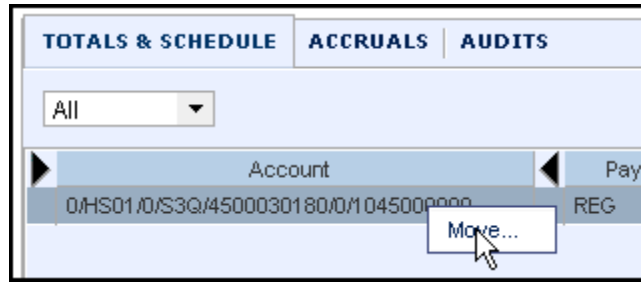 TOTALS & SCHEDULE ACCRUALS AUDITS
All
Account Pay
0/HS01/0/S3Q/4500030180/0/1045000000 REG
Move...